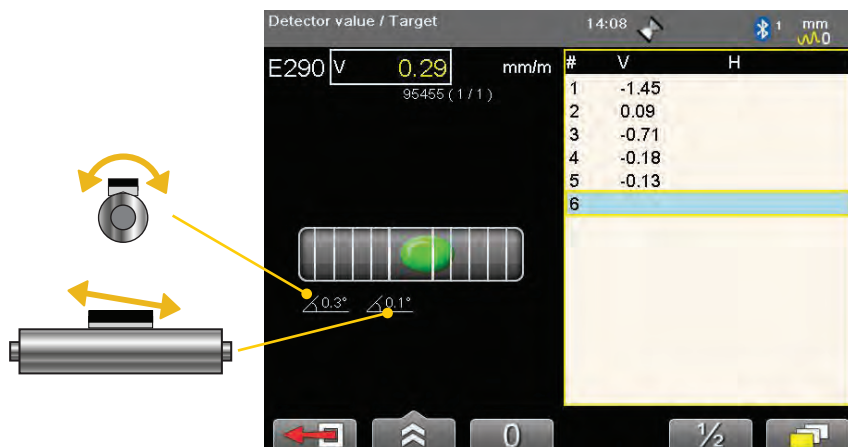 Detector value / Target 14:08 1 mm
0
E290 V 0.29 mm/m
95455 ( 1 / 1 )
# V H
1 -1.45
2 0.09
3 -0.71
4 -0.18
5 -0.13
6
0.3° 0.1°
0 ½